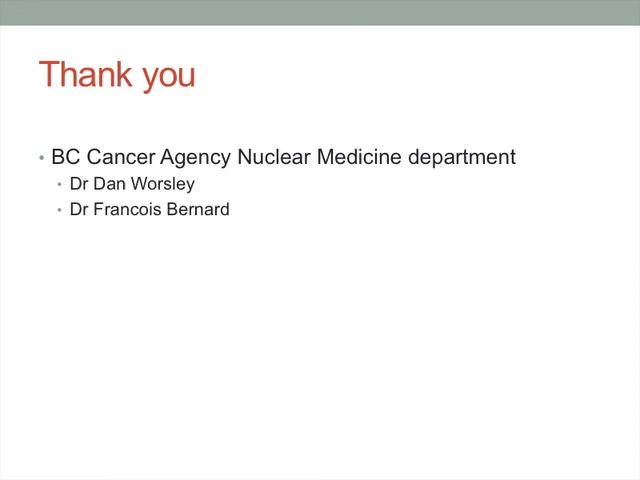 Thank you
• BC Cancer Agency Nuclear Medicine department
• Dr Dan Worsley
• Dr Francois Bernard